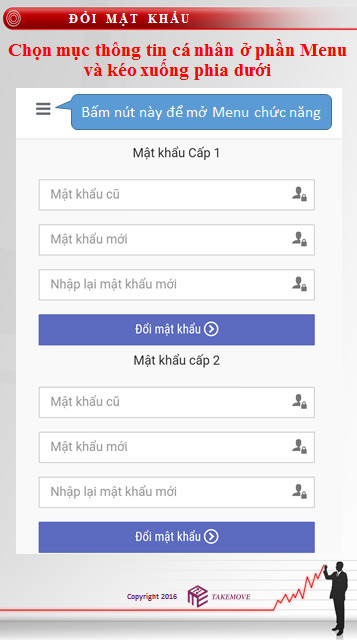 ĐỔI MẬT KHẨU
Chọn mục thông tin cá nhân ở phần Menu
và kéo xuống phia dưới
Bấm nút này để mở Menu chức năng
Mật khẩu Cấp 1
Mật khẩu cũ
Mật khẩu mới
Nhập lại mật khẩu mới
Đổi mật khẩu
Mật khẩu cấp 2
Mật khẩu cũ
Mật khẩu mới
Nhập lại mật khẩu mới
Đổi mật khẩu
Copyright 2016 TAKEMOVE